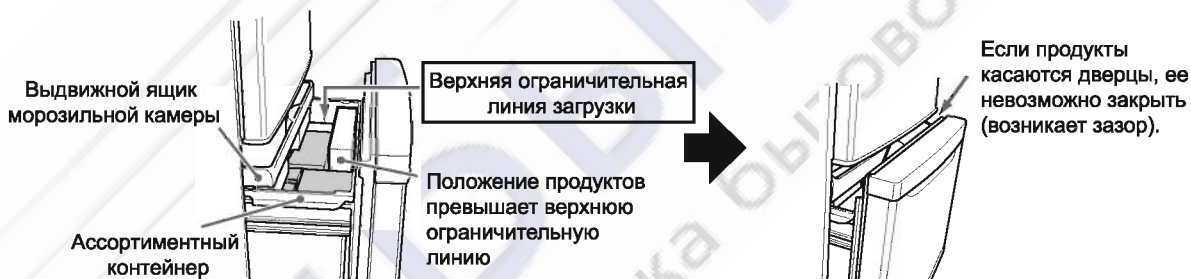 Выдвижной ящик
морозильной камеры
Верхняя ограничительная
линия загрузки
Положение продуктов
превышает верхнюю
ограничительную
линию
Ассортиментный
контейнер
Если продукты
касаются дверцы, ее
невозможно закрыть
(возникает зазор).